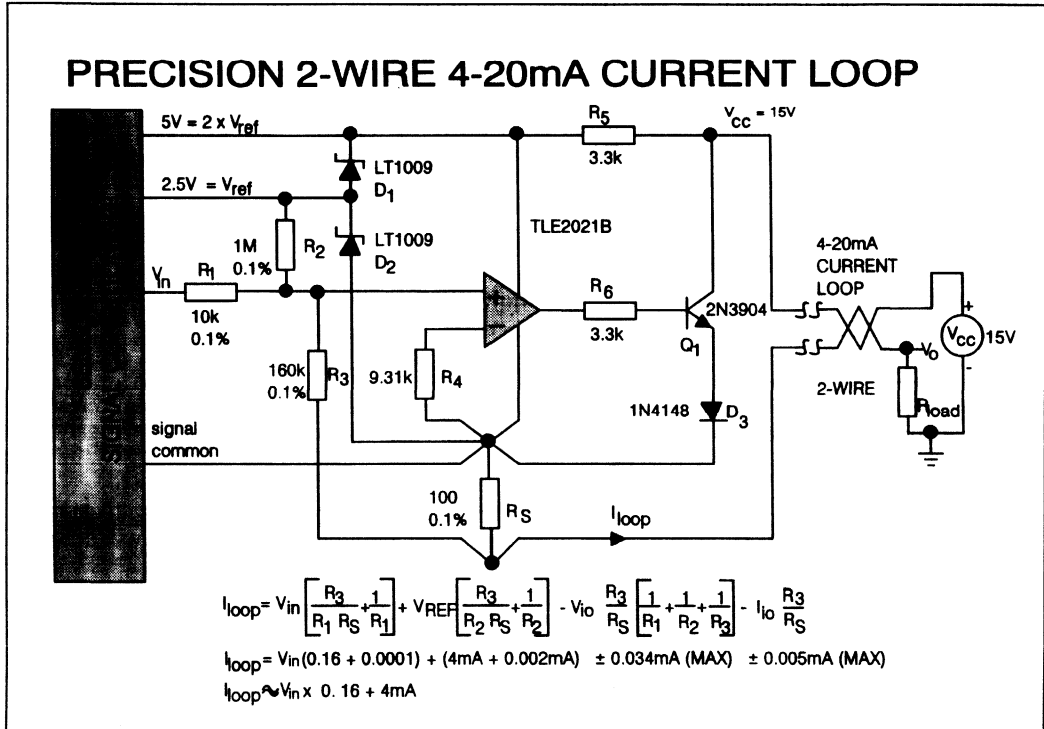 PRECISION 2-WIRE 4-20mA CURRENT LOOP
5V = 2 x Vref
R5
3.3k
VCC = 15V
LT1009
D1
2.5V = Vref
TLE2021B
1M
0.1%
R2
LT1009
D2
4-20mA
CURRENT
LOOP
Vin
R1
10k
0.1%
+
-
R6
3.3k
2N3904
Q1
+
VCC
15V
-
Vo
160k
0.1%
R3
9.31k
R4
2-WIRE
Rload
1N4148
D3
signal
common
100
0.1%
RS
Iloop
Iloop = Vin [ R3 / R1 RS + 1 / R1 ] + VREF [ R3 / R2 RS + 1 / R2 ] - Vio R3 / RS [ 1 / R1 + 1 / R2 + 1 / R3 ] - Iio R3 / RS
Iloop = Vin (0.16 + 0.0001) + (4mA + 0.002mA) ± 0.034mA (MAX) ± 0.005mA (MAX)
Iloop ≈ Vin x 0.16 + 4mA